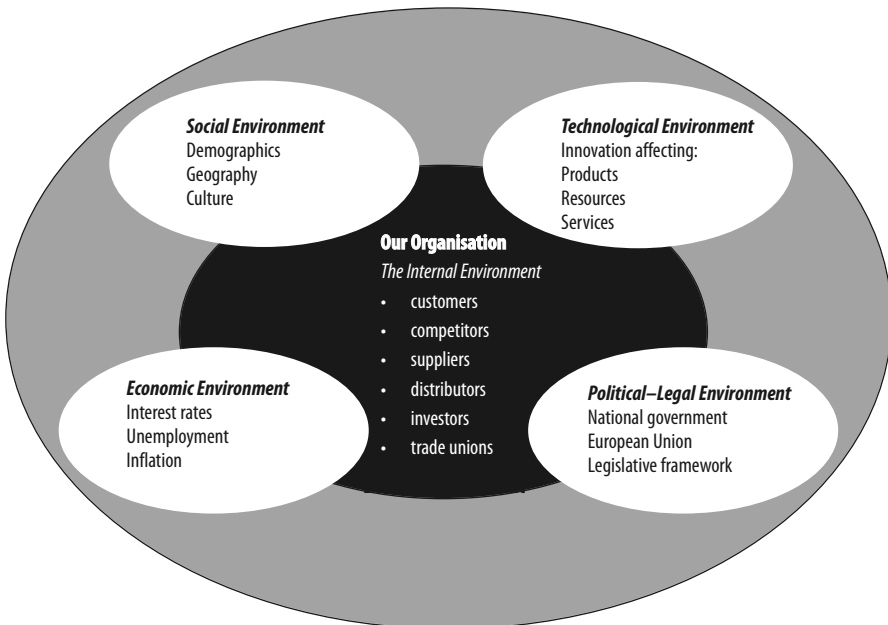 Social Environment
Demographics
Geography
Culture
Technological Environment
Innovation affecting:
Products
Resources
Services
Our Organisation
The Internal Environment
• customers
• competitors
• suppliers
• distributors
• investors
• trade unions
Economic Environment
Interest rates
Unemployment
Inflation
Political–Legal Environment
National government
European Union
Legislative framework